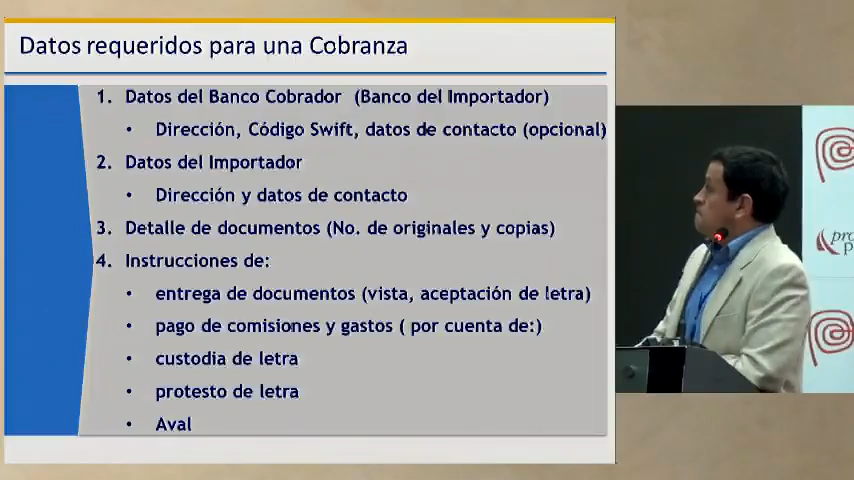 Datos requeridos para una Cobranza
1. Datos del Banco Cobrador (Banco del Importador)
• Dirección, Código Swift, datos de contacto (opcional)
2. Datos del Importador
• Dirección y datos de contacto
3. Detalle de documentos (No. de originales y copias)
4. Instrucciones de:
• entrega de documentos (vista, aceptación de letra)
• pago de comisiones y gastos ( por cuenta de:)
• custodia de letra
• protesto de letra
• Aval